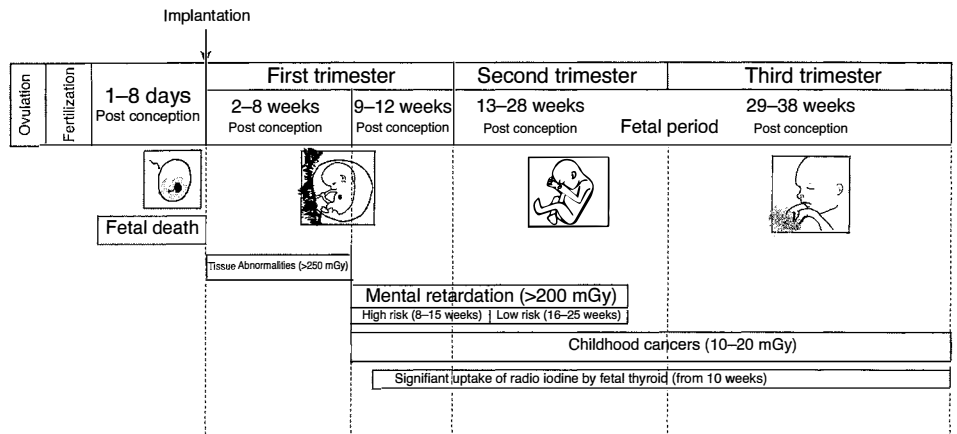 Implantation
Ovulation
Fertilization
1–8 days
Post conception
First trimester
Second trimester
Third trimester
2–8 weeks
Post conception
9–12 weeks
Post conception
13–28 weeks
Post conception
Fetal period
29–38 weeks
Post conception
Fetal death
Tissue Abnormalities (>250 mGy)
Mental retardation (>200 mGy)
High risk (8–15 weeks)
Low risk (16–25 weeks)
Childhood cancers (10–20 mGy)
Signifiant uptake of radio iodine by fetal thyroid (from 10 weeks)